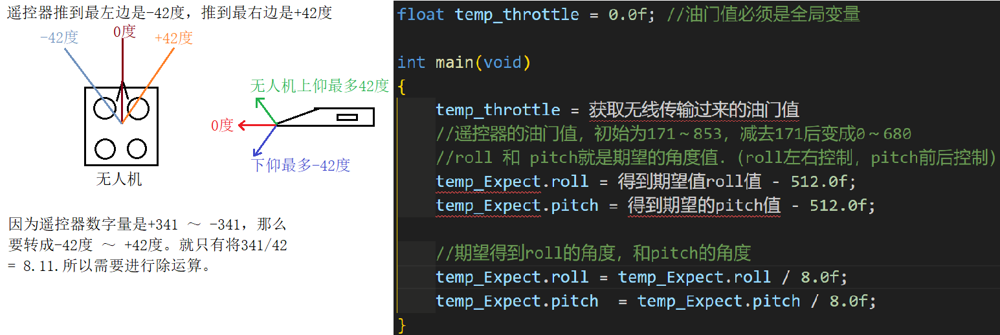 遥控器推到最左边是-42度，推到最右边是+42度
-42度
0度
+42度
无人机
无人机上仰最多42度
0度
下仰最多-42度
因为遥控器数字量是+341 ～ -341，那么
要转成-42度 ～ +42度。就只有将341/42
= 8.11.所以需要进行除运算。
float temp_throttle = 0.0f; //油门值必须是全局变量
int main(void)
{
temp_throttle = 获取无线传输过来的油门值
//遥控器的油门值，初始为171～853，减去171后变成0～680
//roll 和 pitch就是期望的角度值.（roll左右控制，pitch前后控制）
temp_Expect.roll = 得到期望值roll值 - 512.0f;
temp_Expect.pitch = 得到期望的pitch值 - 512.0f;
//期望得到roll的角度，和pitch的角度
temp_Expect.roll = temp_Expect.roll / 8.0f;
temp_Expect.pitch  = temp_Expect.pitch / 8.0f;
}